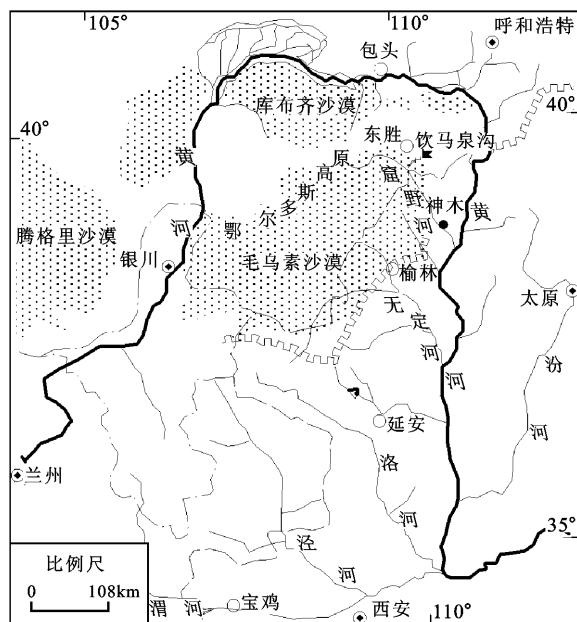 105°
110°
呼和浩特
包头
库布齐沙漠
40°
40°
东胜
饮马泉沟
黄河
鄂尔多斯高原
窟野河
神木
黄河
腾格里沙漠
银川
毛乌素沙漠
榆林
太原
无定河
汾河
延安
洛河
兰州
35°
泾河
比例尺
0 108km
渭河
宝鸡
西安
110°